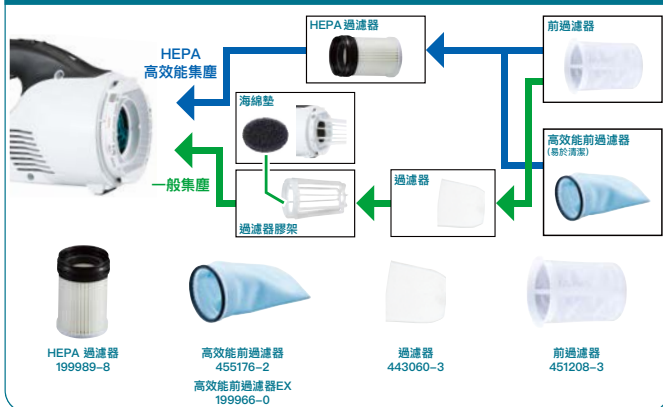 HEPA 過濾器
前過濾器
HEPA
高效能集塵
海綿墊
高效能前過濾器
(易於清潔)
一般集塵
過濾器
過濾器膠架
HEPA 過濾器
199989-8
高效能前過濾器
455176-2
高效能前過濾器EX
199966-0
過濾器
443060-3
前過濾器
451208-3